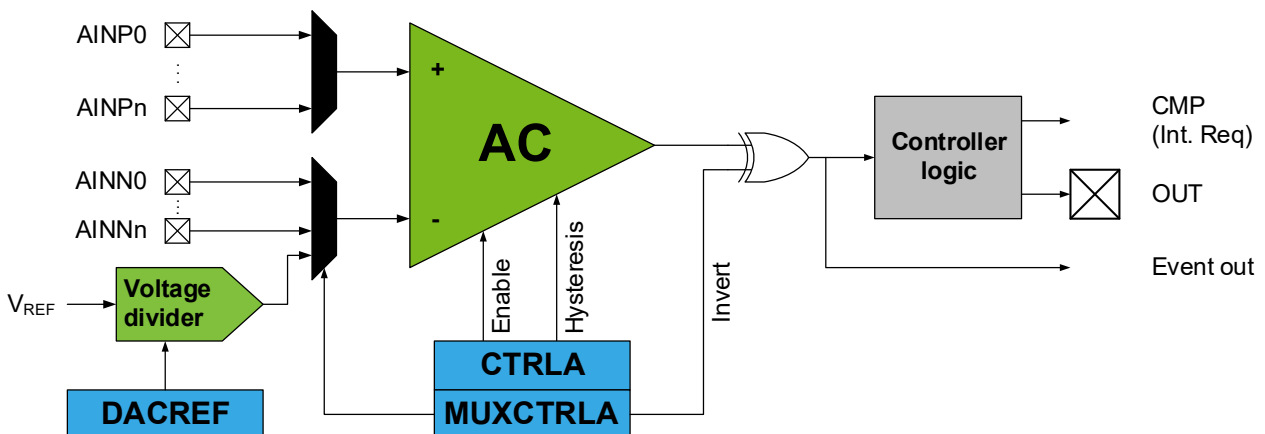 AINP0
AINPn
+
AC
-
AINN0
AINNn
VREF
Voltage
divider
DACREF
Enable
Hysteresis
Invert
CTRLA
MUXCTRLA
Controller
logic
CMP
(Int. Req)
OUT
Event out